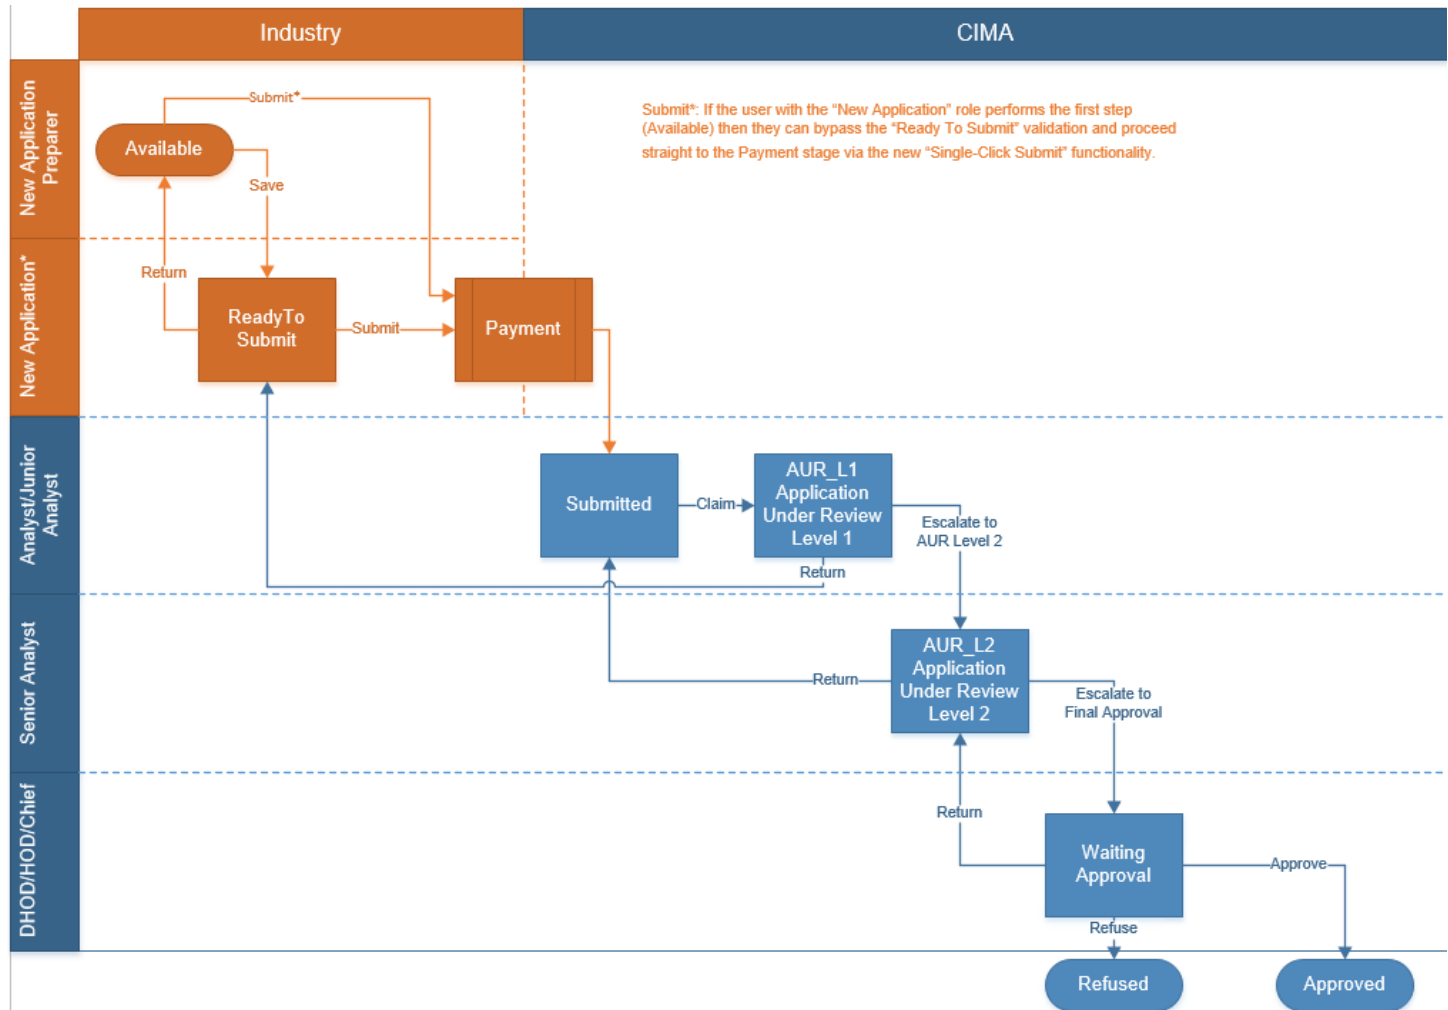 Industry
CIMA
New Application
Preparer
Submit*
Submit*: If the user with the “New Application” role performs the first step
(Available) then they can bypass the “Ready To Submit” validation and proceed
straight to the Payment stage via the new “Single-Click Submit” functionality.
Available
Save
New Application*
Return
ReadyTo
Submit
Submit
Payment
Analyst/Junior
Analyst
Submitted
Claim
AUR_L1
Application
Under Review
Level 1
Escalate to
AUR Level 2
Return
Senior Analyst
Return
AUR_L2
Application
Under Review
Level 2
Escalate to
Final Approval
DHOD/HOD/Chief
Return
Waiting
Approval
Approve
Refuse
Refused
Approved